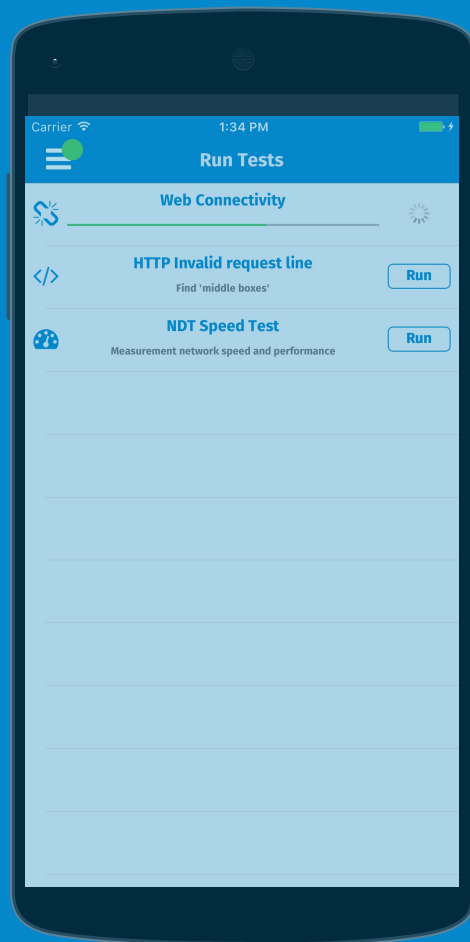 Carrier 1:34 PM
Run Tests
Web Connectivity
HTTP Invalid request line
Find 'middle boxes'
Run
NDT Speed Test
Measurement network speed and performance
Run